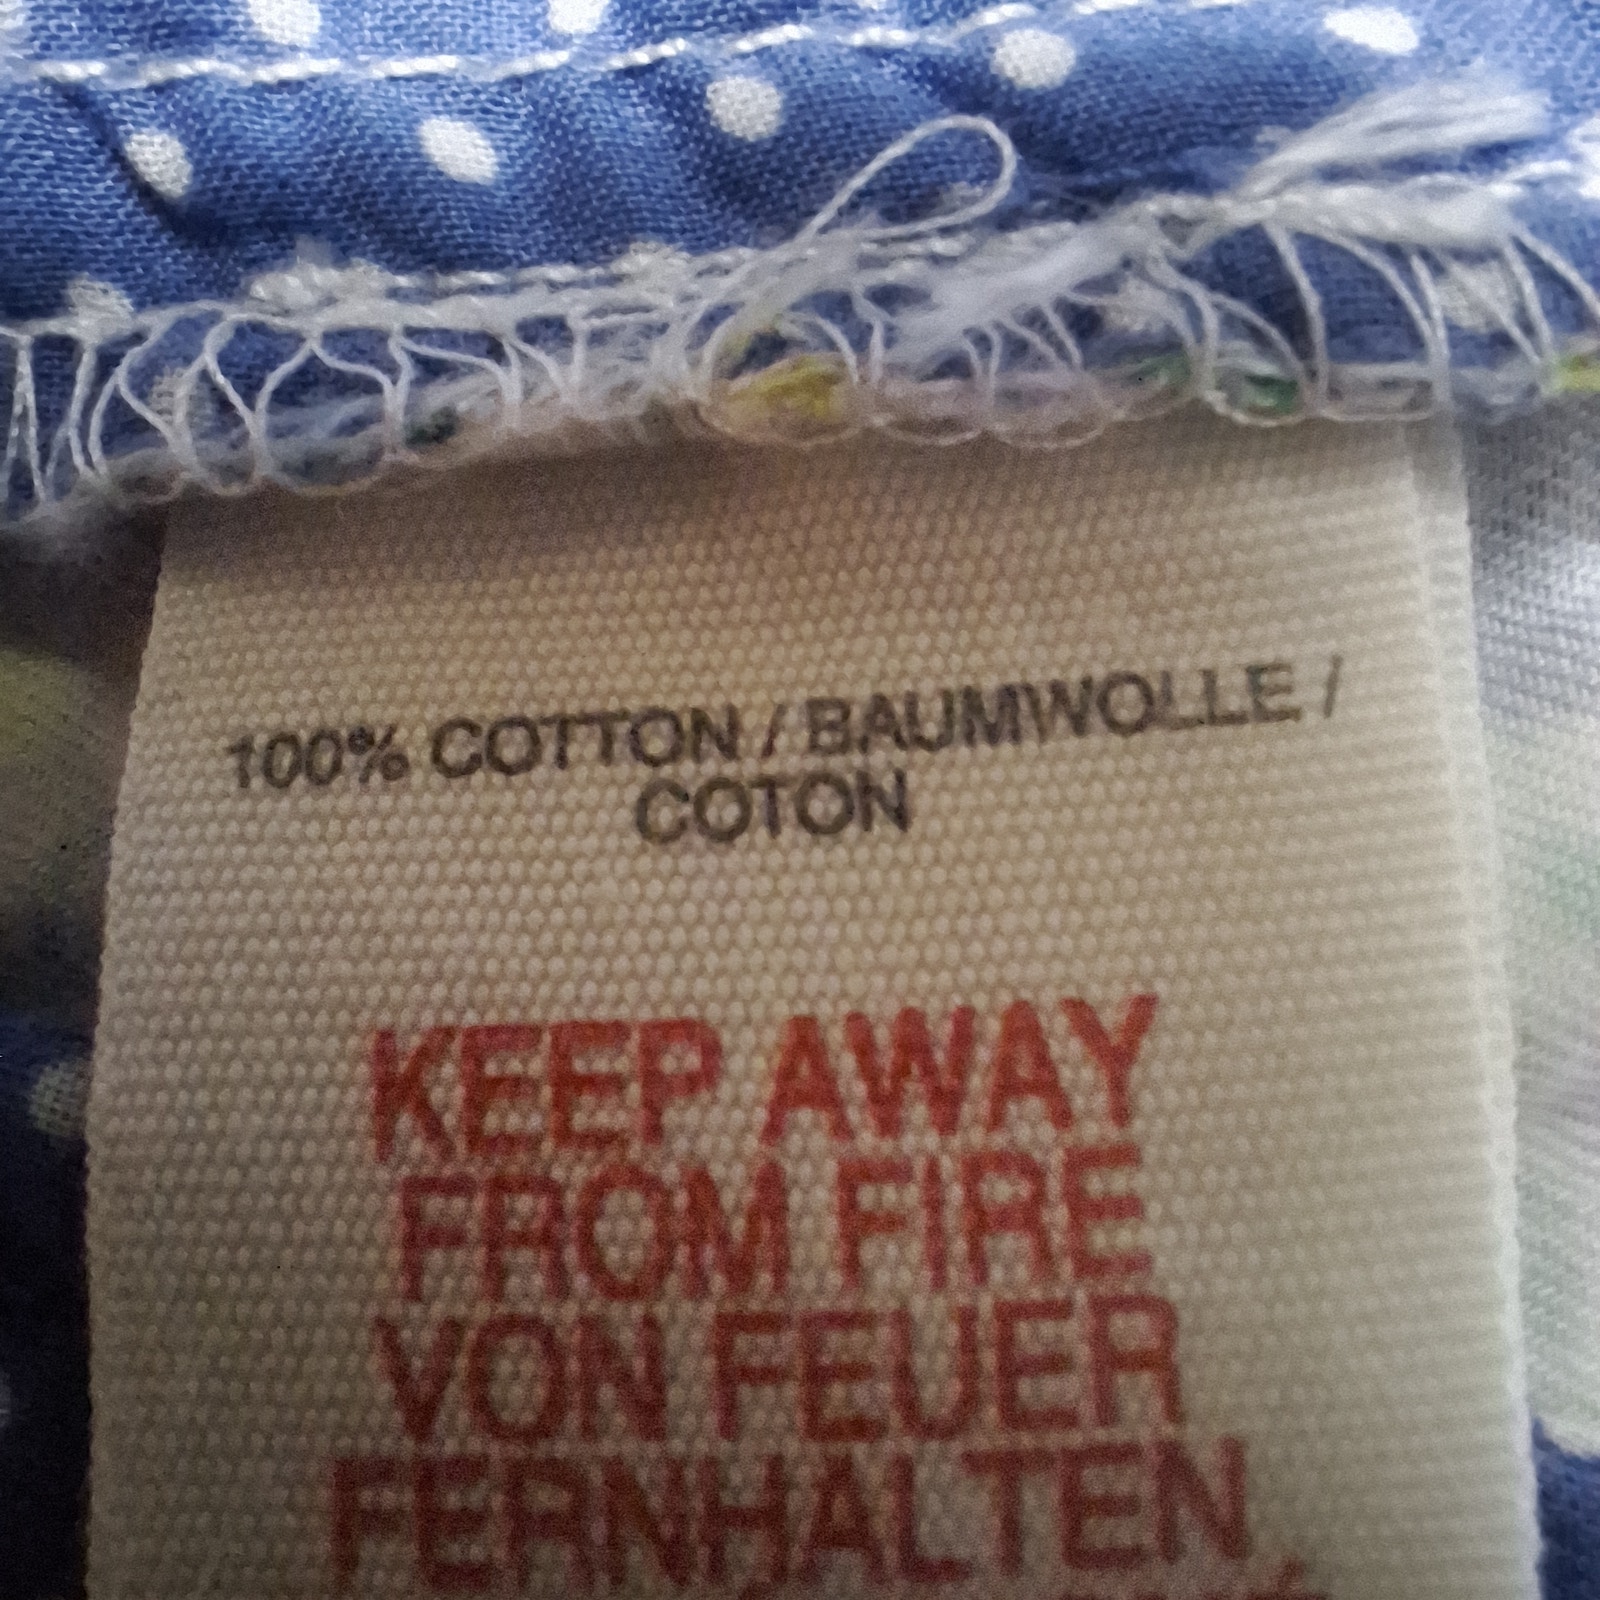 100% COTTON / BAUMWOLLE /
COTON
KEEP AWAY
FROM FIRE
VON FEUER
FERNHALTEN